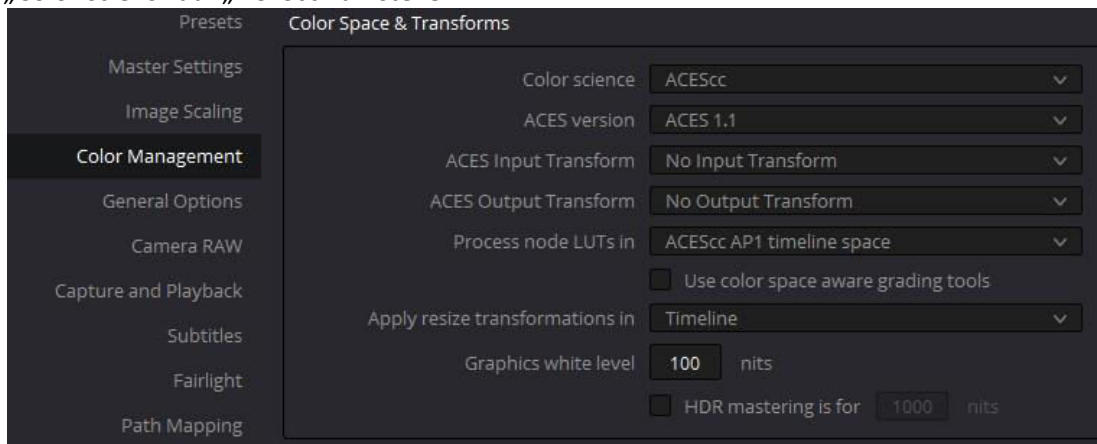 Presets
Color Space & Transforms
Master Settings
Color science ACEScc
Image Scaling
ACES version ACES 1.1
Color Management
ACES Input Transform No Input Transform
General Options
ACES Output Transform No Output Transform
Camera RAW
Process node LUTs in ACEScc AP1 timeline space
Capture and Playback
Use color space aware grading tools
Subtitles
Apply resize transformations in Timeline
Fairlight
Graphics white level 100 nits
Path Mapping
HDR mastering is for 1000 nits